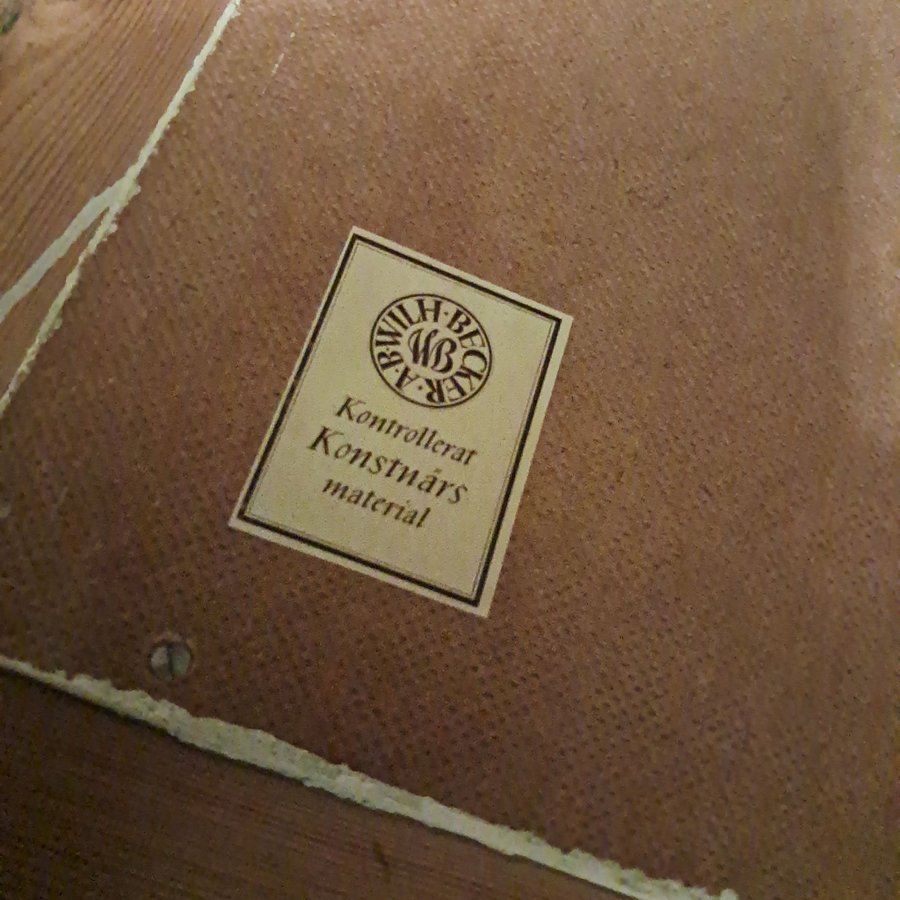 A·B·WILH·BECKER·
WB
Kontrollerat
Konstnärs
material